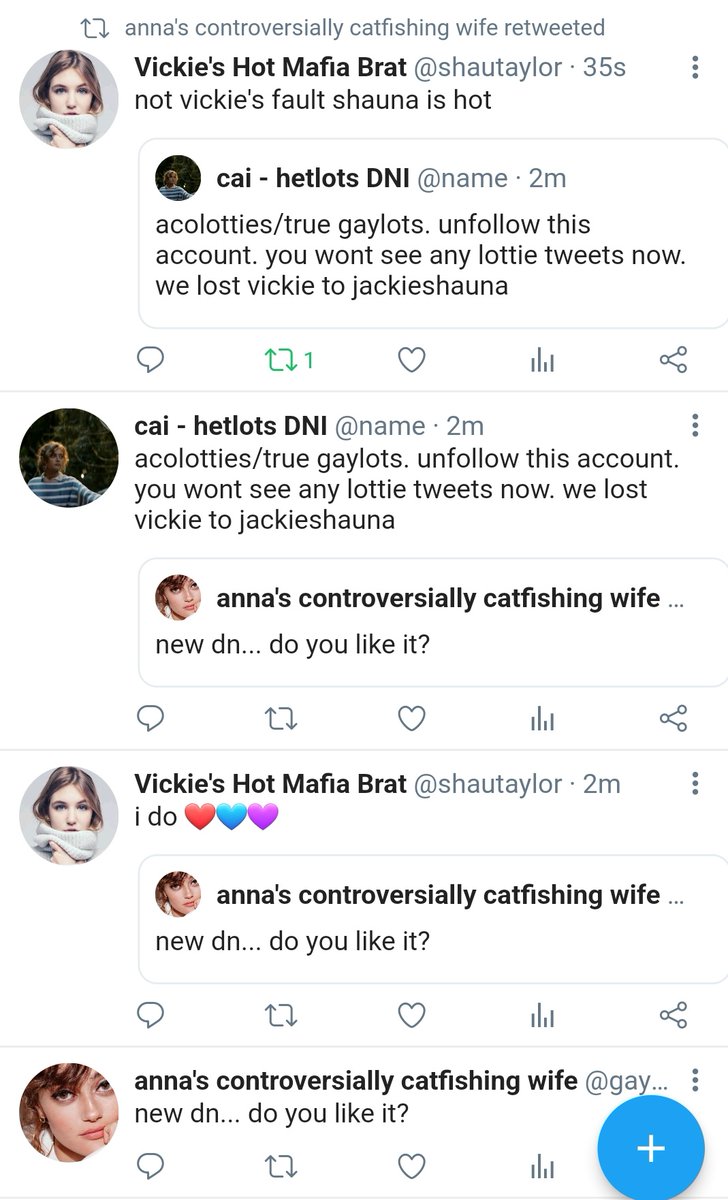 anna's controversially catfishing wife retweeted
Vickie's Hot Mafia Brat @shautaylor · 35s
not vickie's fault shauna is hot
cai - hetlots DNI @name · 2m
acolotties/true gaylots. unfollow this
account. you wont see any lottie tweets now.
we lost vickie to jackieshauna
1
cai - hetlots DNI @name · 2m
acolotties/true gaylots. unfollow this account.
you wont see any lottie tweets now. we lost
vickie to jackieshauna
anna's controversially catfishing wife ...
new dn... do you like it?
Vickie's Hot Mafia Brat @shautaylor · 2m
i do ❤️💙💜
anna's controversially catfishing wife ...
new dn... do you like it?
anna's controversially catfishing wife @gay...
new dn... do you like it?